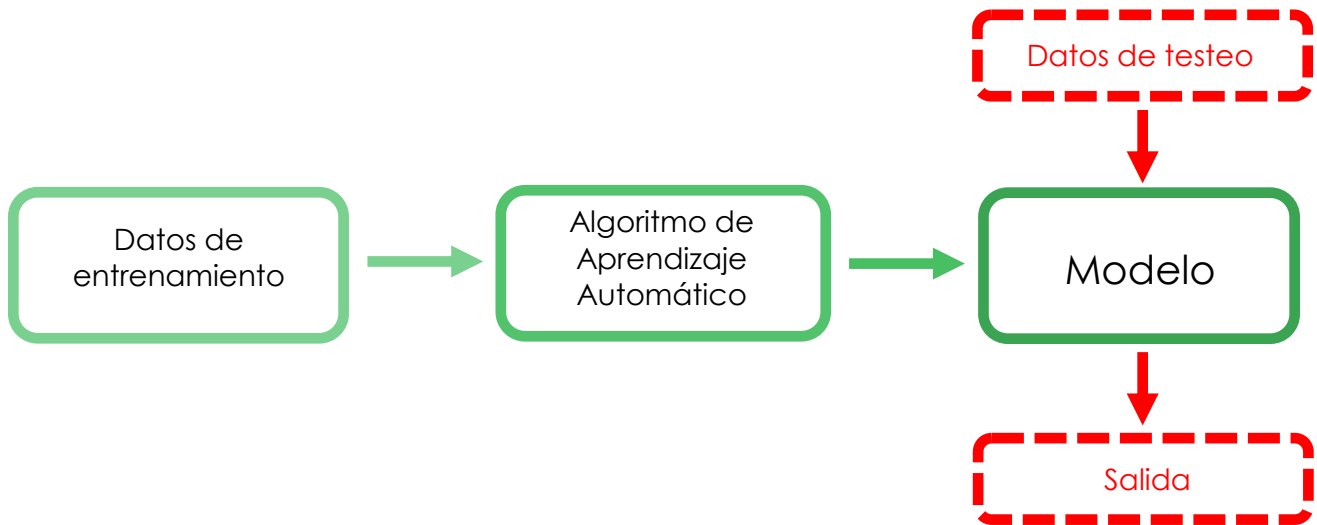 Datos de testeo
Datos de
entrenamiento
Algoritmo de
Aprendizaje
Automático
Modelo
Salida